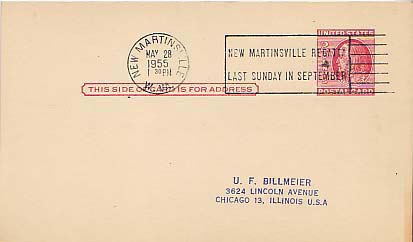 NEW MARTINSVILLE
MAY 28
1955
1 30 PM
W. VA.
NEW MARTINSVILLE REGATTA
LAST SUNDAY IN SEPTEMBER
UNITED STATES
POSTAL CARD
THIS SIDE OF CARD IS FOR ADDRESS
U. F. BILLMEIER
3624 LINCOLN AVENUE
CHICAGO 13, ILLINOIS U.S.A